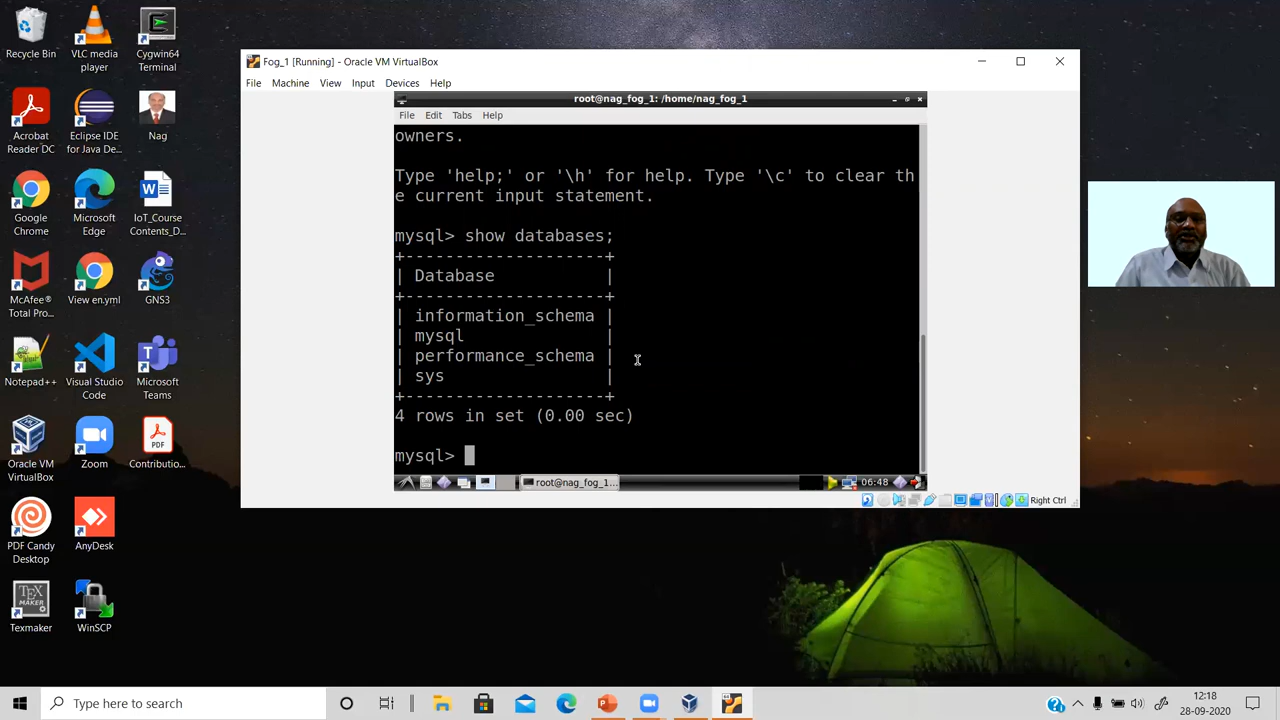 Recycle Bin
VLC media
player
Cygwin64
Terminal
Acrobat
Reader DC
Eclipse IDE
for Java De...
Nag
Google
Chrome
Microsoft
Edge
IoT_Course
Contents_D...
McAfee®
Total Pro...
View en.yml
GNS3
Notepad++
Visual Studio
Code
Microsoft
Teams
Oracle VM
VirtualBox
Zoom
PDF
Contributio...
PDF Candy
Desktop
AnyDesk
TEX
MAKER
Texmaker
WinSCP
Fog_1 [Running] - Oracle VM VirtualBox
File Machine View Input Devices Help
root@nag_fog_1: /home/nag_fog_1
File Edit Tabs Help
owners.
Type 'help;' or '\h' for help. Type '\c' to clear th
e current input statement.
mysql> show databases;
+--------------------+
| Database           |
+--------------------+
| information_schema |
| mysql              |
| performance_schema |
| sys                |
+--------------------+
4 rows in set (0.00 sec)
mysql>
root@nag_fog_1:...
06:48
Right Ctrl
Type here to search
12:18
28-09-2020